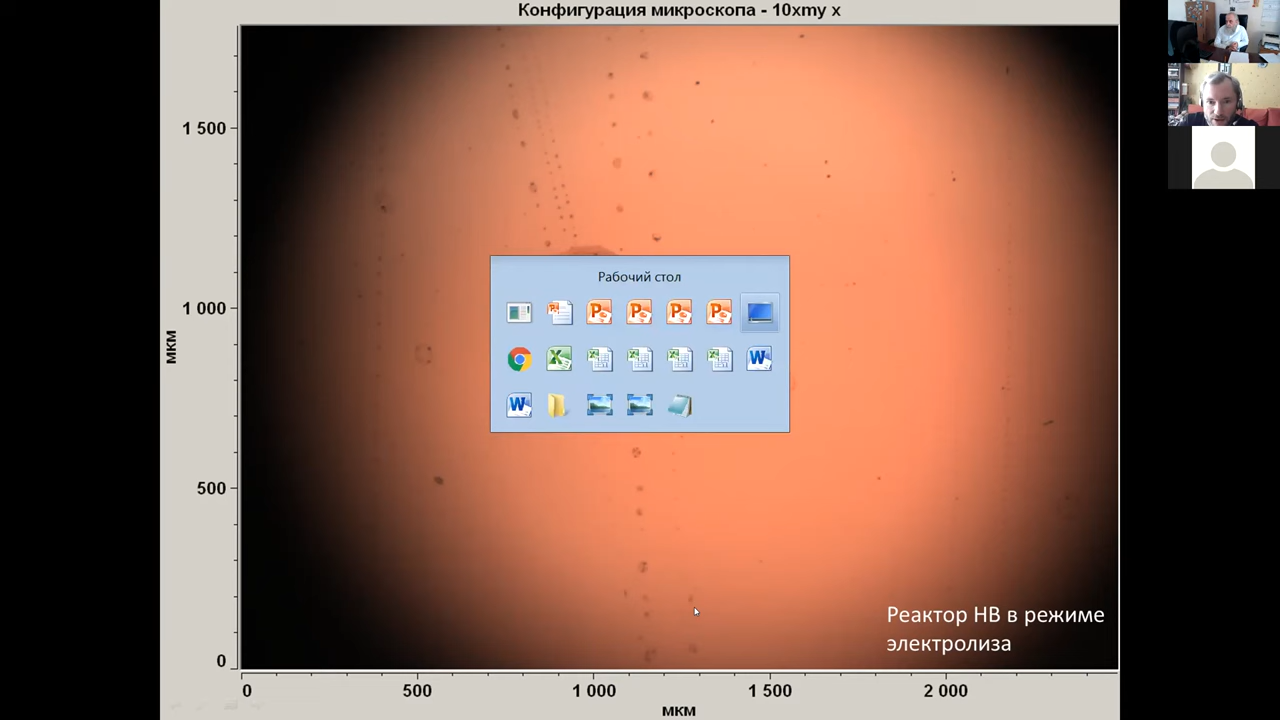 Конфигурация микроскопа - 10xmy x
1 500
1 000
500
0
мкм
Рабочий стол
Реактор НВ в режиме
электролиза
0
500
1 000
1 500
2 000
мкм